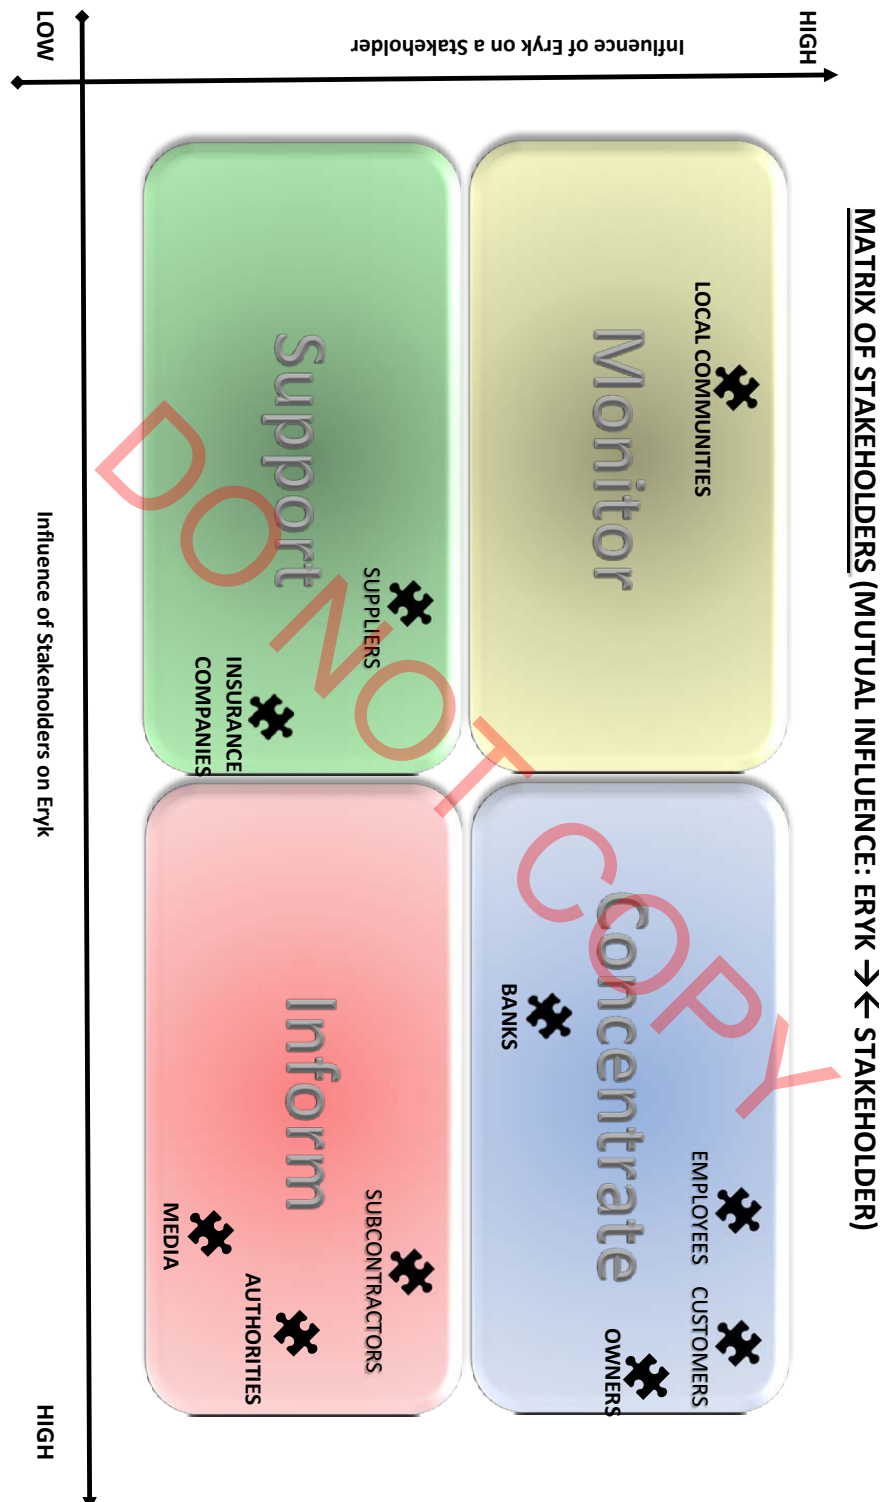 MATRIX OF STAKEHOLDERS (MUTUAL INFLUENCE: ERYK →← STAKEHOLDER)
HIGH
Influence of Eryk on a Stakeholder
LOW
LOCAL COMMUNITIES
Monitor
EMPLOYEES
CUSTOMERS
Concentrate
OWNERS
BANKS
SUPPLIERS
Support
INSURANCE
COMPANIES
SUBCONTRACTORS
Inform
AUTHORITIES
MEDIA
Influence of Stakeholders on Eryk
HIGH
DO NOT COPY